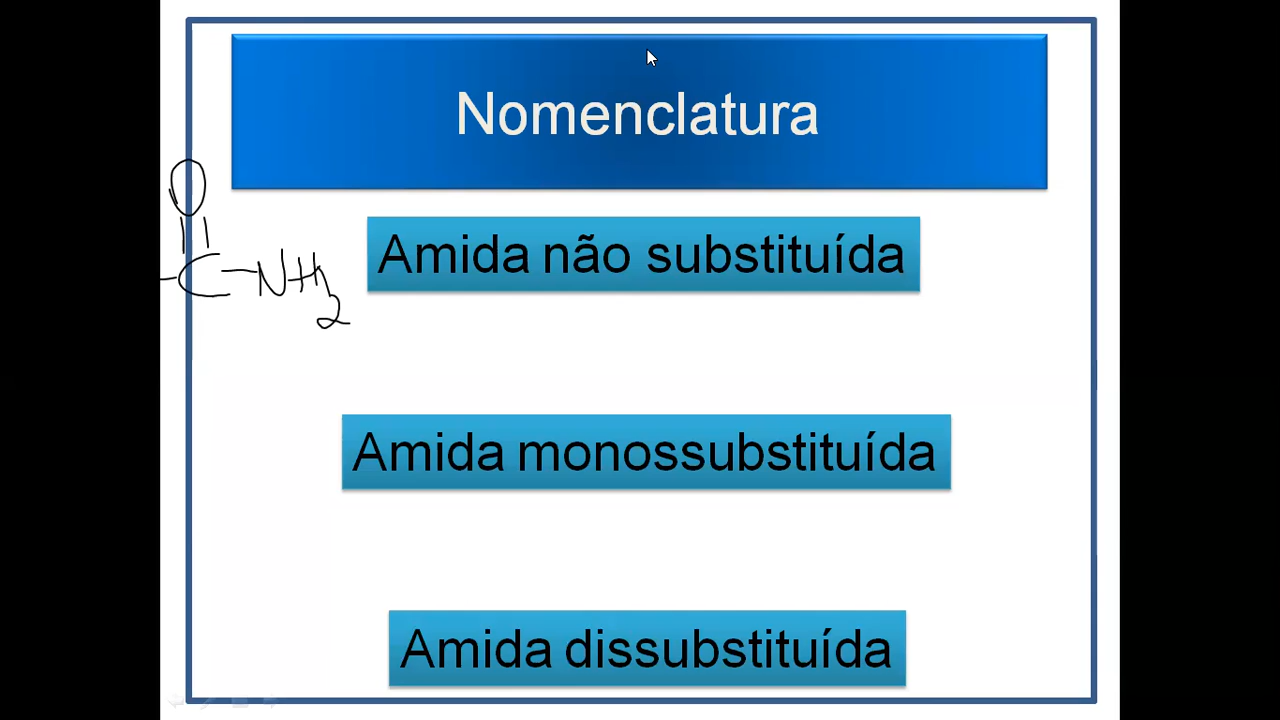 Nomenclatura
O
Amida não substituída
-C-NH2
Amida monossubstituída
Amida dissubstituída